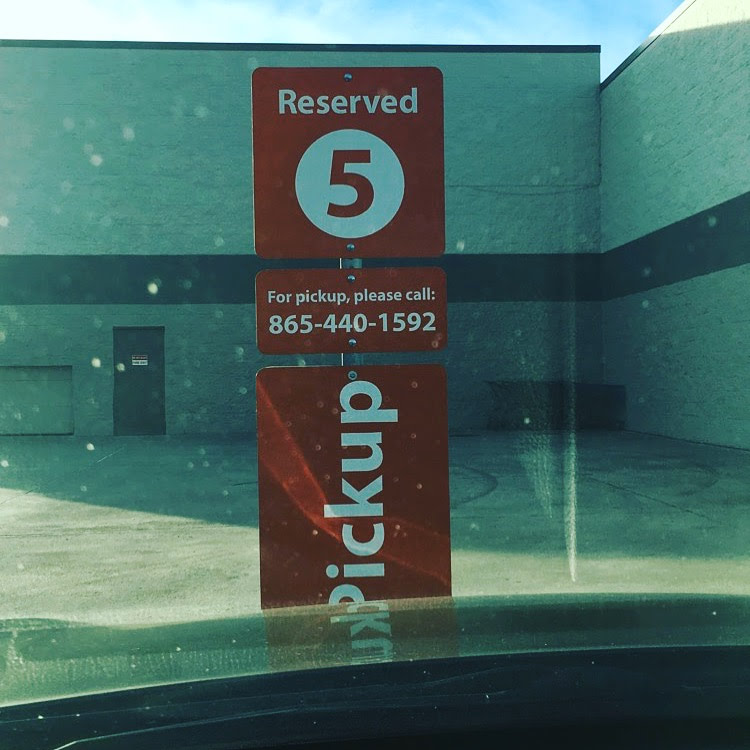 Reserved
5
For pickup, please call:
865-440-1592
Pickup